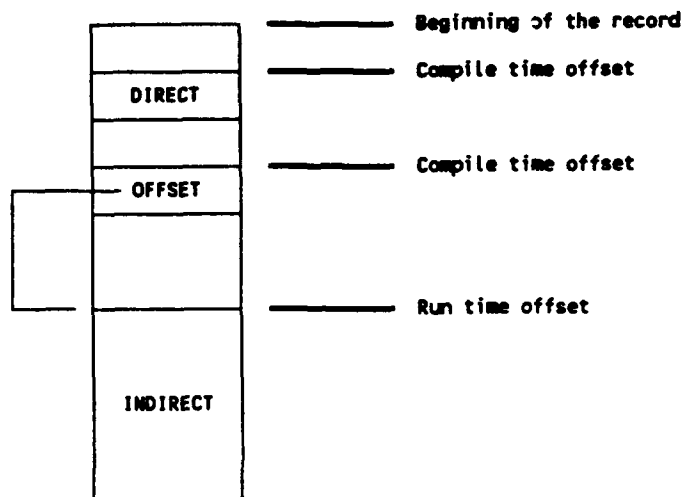 Beginning of the record
Compile time offset
DIRECT
Compile time offset
OFFSET
Run time offset
INDIRECT